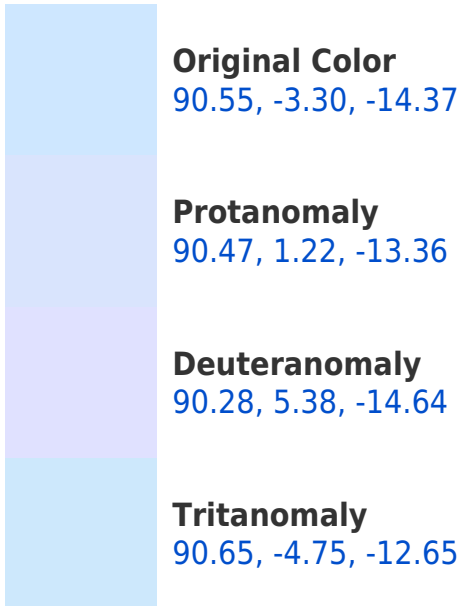 Original Color
90.55, -3.30, -14.37
Protanomaly
90.47, 1.22, -13.36
Deuteranomaly
90.28, 5.38, -14.64
Tritanomaly
90.65, -4.75, -12.65